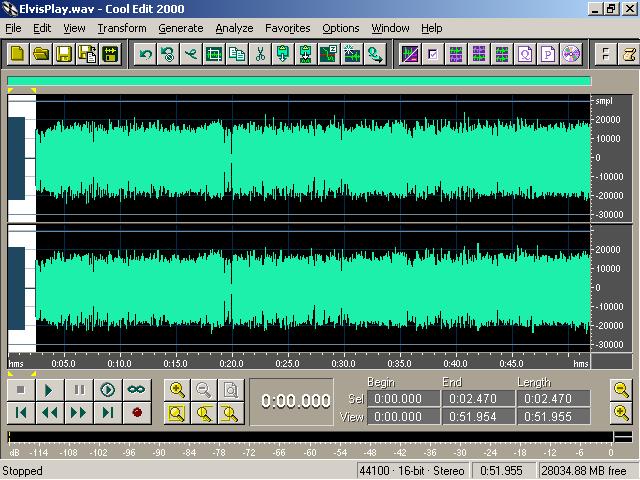 ElvisPlay.wav - Cool Edit 2000
File Edit View Transform Generate Analyze Favorites Options Window Help
Q P F
smpl
20000
10000
0
-10000
-20000
-30000
20000
10000
0
-10000
-20000
-30000
hms 0:05.0 0:10.0 0:15.0 0:20.0 0:25.0 0:30.0 0:35.0 0:40.0 0:45.0 hms
Begin End Length
0:00.000
Sel 0:00.000 0:02.470 0:02.470
View 0:00.000 0:51.954 0:51.955
dB -114 -108 -102 -96 -90 -84 -78 -72 -66 -60 -54 -48 -42 -36 -30 -24 -18 -12 -6 0
Stopped 44100 · 16-bit · Stereo 0:51.955 28034.88 MB free